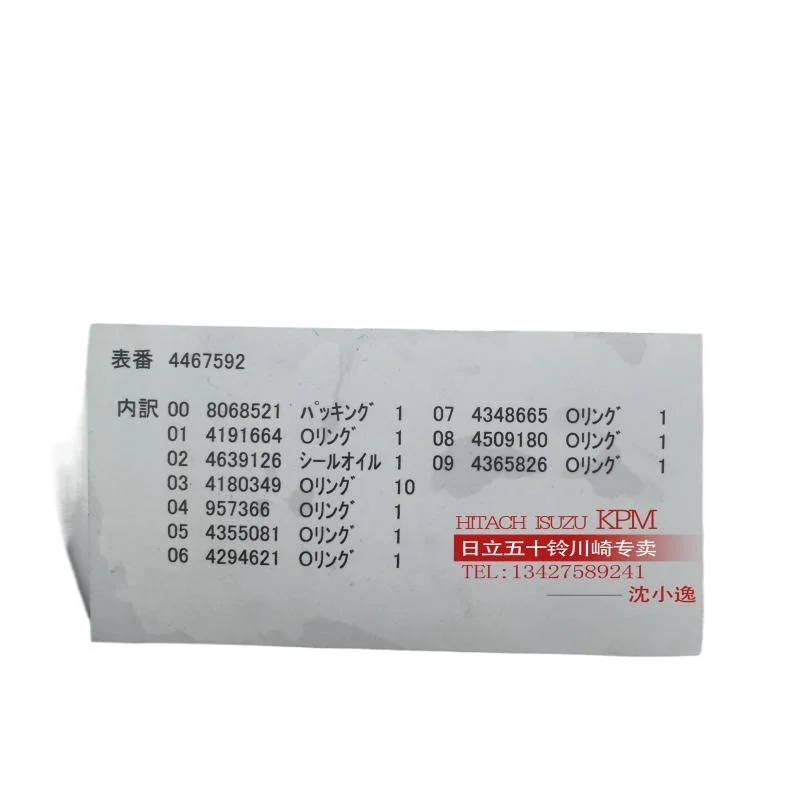 表番 4467592
内訳 00 8068521 パッキング 1
01 4191664 Oリング 1
02 4639126 シールオイル 1
03 4180349 Oリング 10
04 957366 Oリング 1
05 4355081 Oリング 1
06 4294621 Oリング 1
07 4348665 Oリング 1
08 4509180 Oリング 1
09 4365826 Oリング 1
HITACH ISUZU KPM
日立五十铃川崎专卖
TEL:13427589241
沈小逸